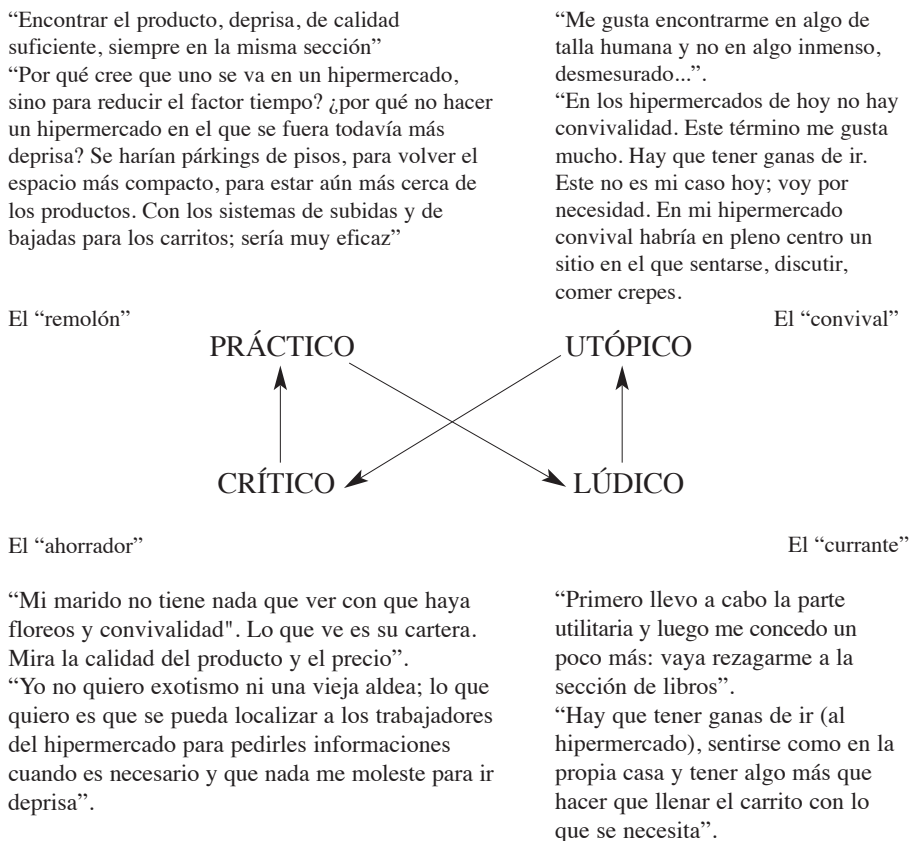 “Encontrar el producto, deprisa, de calidad
suficiente, siempre en la misma sección”
“Por qué cree que uno se va en un hipermercado,
sino para reducir el factor tiempo? ¿por qué no hacer
un hipermercado en el que se fuera todavía más
deprisa? Se harían párkings de pisos, para volver el
espacio más compacto, para estar aún más cerca de
los productos. Con los sistemas de subidas y de
bajadas para los carritos; sería muy eficaz”
“Me gusta encontrarme en algo de
talla humana y no en algo inmenso,
desmesurado...”.
“En los hipermercados de hoy no hay
convivalidad. Este término me gusta
mucho. Hay que tener ganas de ir.
Este no es mi caso hoy; voy por
necesidad. En mi hipermercado
convival habría en pleno centro un
sitio en el que sentarse, discutir,
comer crepes.
El “remolón”
El “convival”
PRÁCTICO
UTÓPICO
CRÍTICO
LÚDICO
El “ahorrador”
El “currante”
“Mi marido no tiene nada que ver con que haya
floreos y convivalidad". Lo que ve es su cartera.
Mira la calidad del producto y el precio”.
“Yo no quiero exotismo ni una vieja aldea; lo que
quiero es que se pueda localizar a los trabajadores
del hipermercado para pedirles informaciones
cuando es necesario y que nada me moleste para ir
deprisa”.
“Primero llevo a cabo la parte
utilitaria y luego me concedo un
poco más: vaya rezagarme a la
sección de libros”.
“Hay que tener ganas de ir (al
hipermercado), sentirse como en la
propia casa y tener algo más que
hacer que llenar el carrito con lo
que se necesita”.